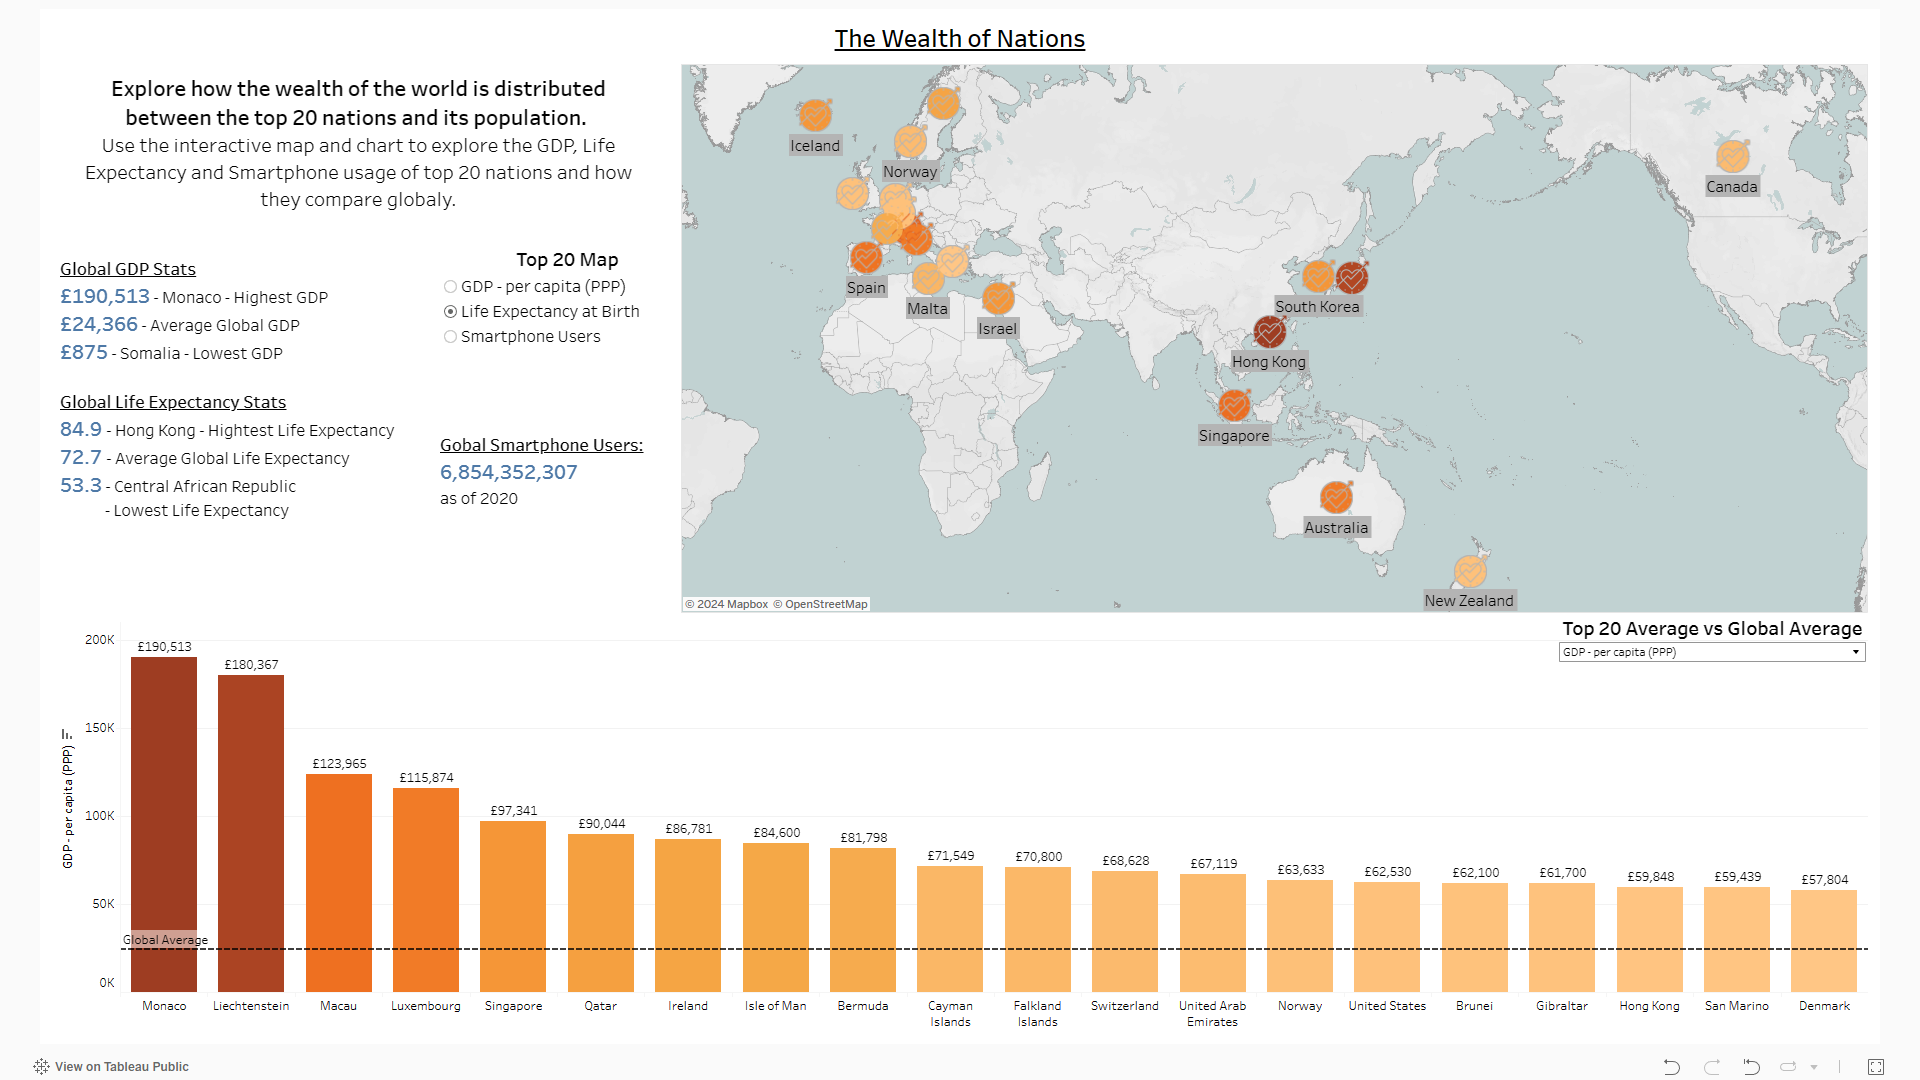 The Wealth of Nations
Explore how the wealth of the world is distributed
between the top 20 nations and its population.
Use the interactive map and chart to explore the GDP, Life
Expectancy and Smartphone usage of top 20 nations and how
they compare globaly.
Global GDP Stats
£190,513 - Monaco - Highest GDP
£24,366 - Average Global GDP
£875 - Somalia - Lowest GDP
Top 20 Map
GDP - per capita (PPP)
Life Expectancy at Birth
Smartphone Users
Global Life Expectancy Stats
84.9 - Hong Kong - Hightest Life Expectancy
72.7 - Average Global Life Expectancy
53.3 - Central African Republic
- Lowest Life Expectancy
Gobal Smartphone Users:
6,854,352,307
as of 2020
Iceland
Norway
Canada
Spain
Malta
Israel
South Korea
Hong Kong
Singapore
Australia
New Zealand
© 2024 Mapbox © OpenStreetMap
Top 20 Average vs Global Average
GDP - per capita (PPP)
GDP - per capita (PPP)
200K
150K
100K
50K
0K
Global Average
£190,513
£180,367
£123,965
£115,874
£97,341
£90,044
£86,781
£84,600
£81,798
£71,549
£70,800
£68,628
£67,119
£63,633
£62,530
£62,100
£61,700
£59,848
£59,439
£57,804
Monaco
Liechtenstein
Macau
Luxembourg
Singapore
Qatar
Ireland
Isle of Man
Bermuda
Cayman
Islands
Falkland
Islands
Switzerland
United Arab
Emirates
Norway
United States
Brunei
Gibraltar
Hong Kong
San Marino
Denmark
View on Tableau Public